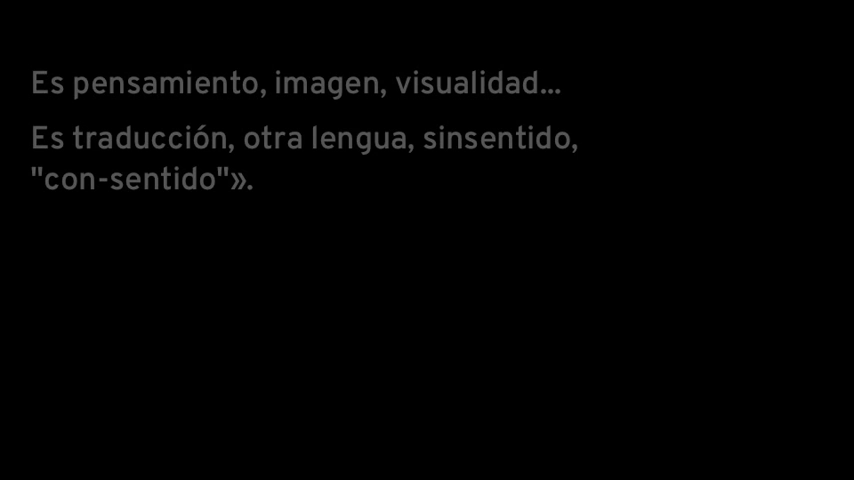 Es pensamiento, imagen, visualidad...
Es traducción, otra lengua, sinsentido,
"con-sentido"».